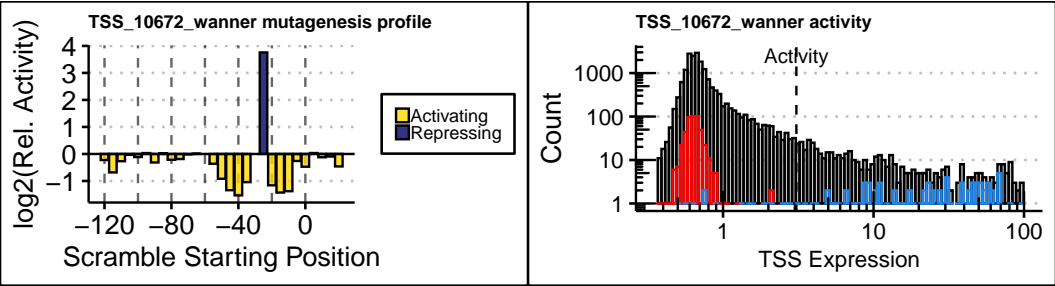 TSS_10672_wanner mutagenesis profile
log2(Rel. Activity)
4
3
2
1
0
−1
−120
−80
−40
0
Scramble Starting Position
Activating
Repressing
TSS_10672_wanner activity
Activity
Count
1000
100
10
1
1
10
100
TSS Expression